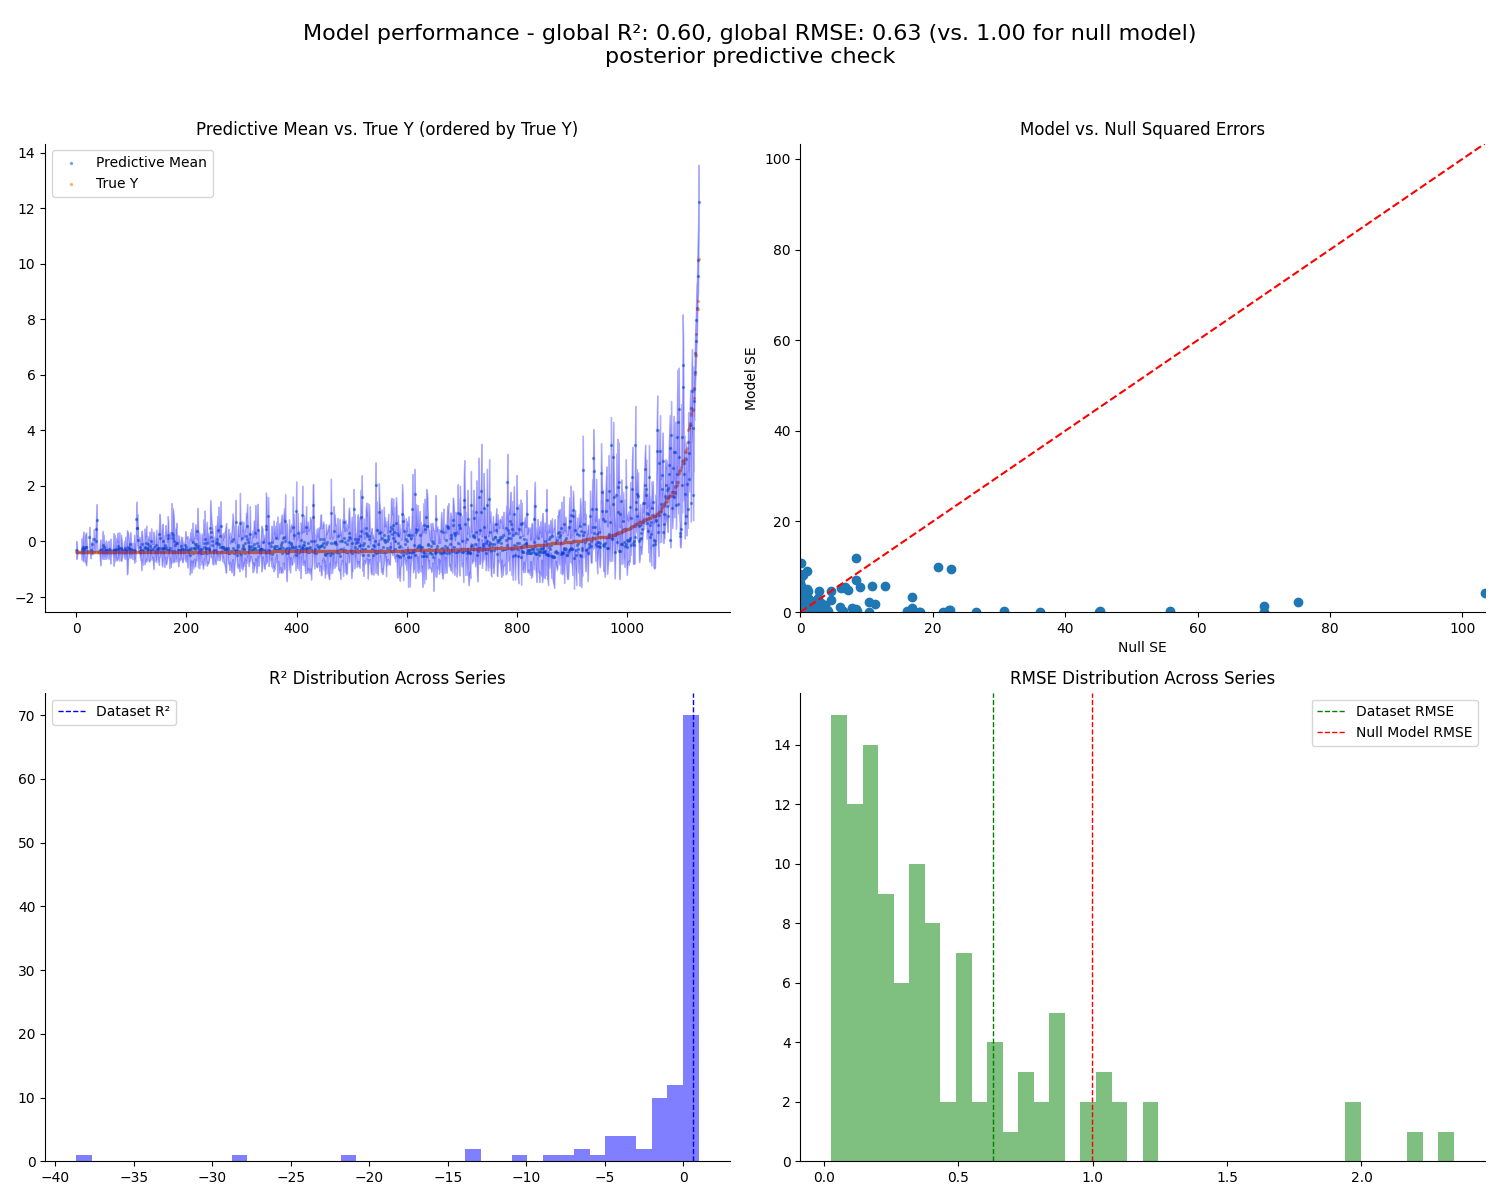 Model performance - global R²: 0.60, global RMSE: 0.63 (vs. 1.00 for null model)
posterior predictive check
Predictive Mean vs. True Y (ordered by True Y)
Predictive Mean
True Y
14
12
10
8
6
4
2
0
−2
0 200 400 600 800 1000
Model vs. Null Squared Errors
Model SE
100
80
60
40
20
0
0 20 40 60 80 100
Null SE
R² Distribution Across Series
Dataset R²
70
60
50
40
30
20
10
0
−40 −35 −30 −25 −20 −15 −10 −5 0
RMSE Distribution Across Series
Dataset RMSE
Null Model RMSE
14
12
10
8
6
4
2
0
0.0 0.5 1.0 1.5 2.0